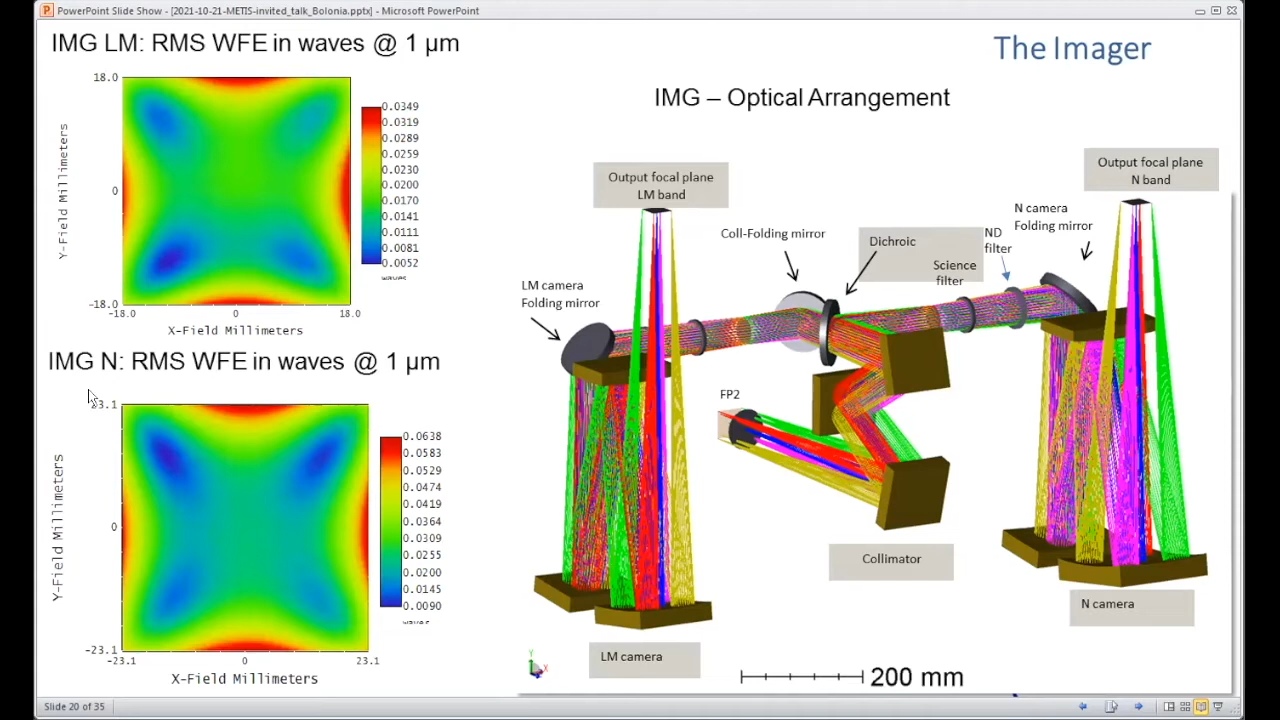 PowerPoint Slide Show - [2021-10-21-METIS-invited_talk_Bolonia.pptx] - Microsoft PowerPoint
The Imager
IMG LM: RMS WFE in waves @ 1 µm
18.0
0
-18.0
Y-Field Millimeters
-18.0 0 18.0
X-Field Millimeters
0.0349
0.0319
0.0289
0.0259
0.0230
0.0200
0.0170
0.0141
0.0111
0.0081
0.0052
waves
IMG N: RMS WFE in waves @ 1 µm
23.1
0
-23.1
Y-Field Millimeters
-23.1 0 23.1
X-Field Millimeters
0.0638
0.0583
0.0529
0.0474
0.0419
0.0364
0.0309
0.0255
0.0200
0.0145
0.0090
waves
IMG – Optical Arrangement
Output focal plane
LM band
Output focal plane
N band
Coll-Folding mirror
Dichroic
ND
filter
Science
filter
N camera
Folding mirror
LM camera
Folding mirror
FP2
Collimator
N camera
LM camera
Y
X
200 mm
Slide 20 of 35